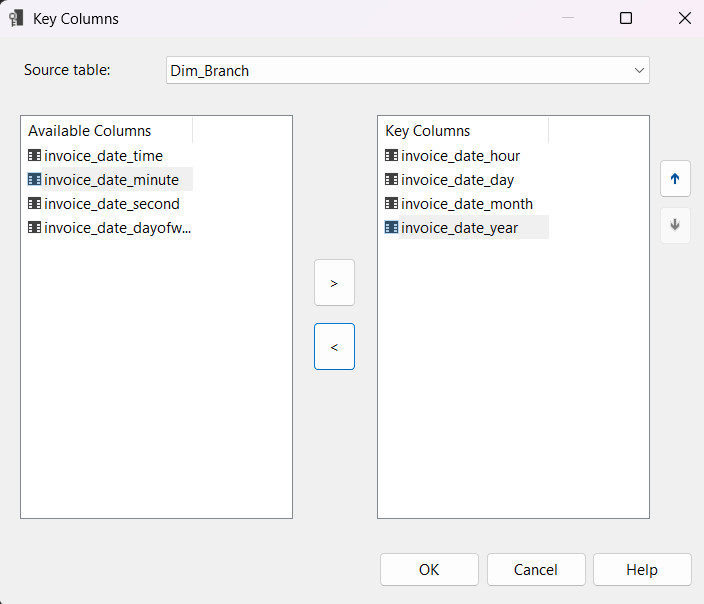 Key Columns
Source table:
Dim_Branch
Available Columns
invoice_date_time
invoice_date_minute
invoice_date_second
invoice_date_dayofw...
>
<
Key Columns
invoice_date_hour
invoice_date_day
invoice_date_month
invoice_date_year
OK
Cancel
Help